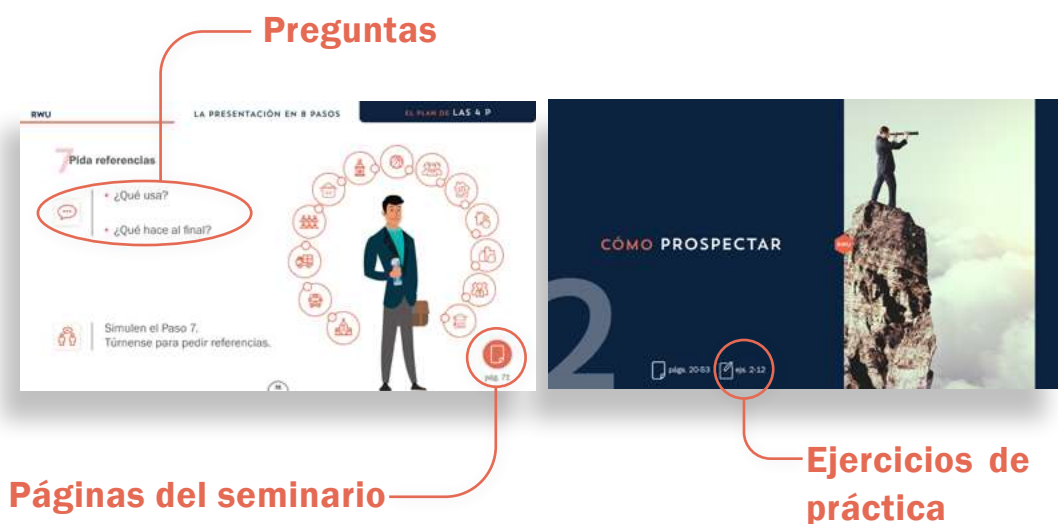 Preguntas
RWU
LA PRESENTACIÓN EN 8 PASOS
EL PLAN DE LAS 4 P
7 Pida referencias
• ¿Qué usa?
• ¿Qué hace al final?
Simulen el Paso 7.
Túrnense para pedir referencias.
pág. 71
CÓMO PROSPECTAR
RWU
2
págs. 20-53
ejs. 2-12
Páginas del seminario
Ejercicios de
práctica